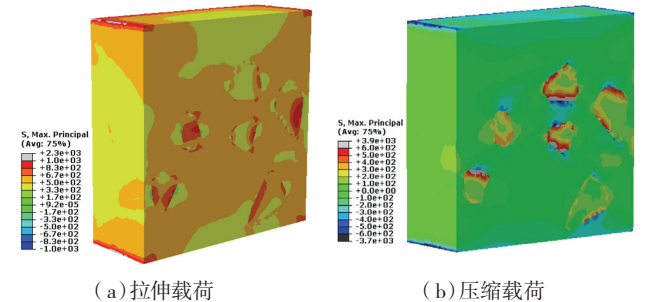 S, Max. Principal
(Avg: 75%)
+2.3e+03
+1.0e+03
+8.3e+02
+6.7e+02
+5.0e+02
+3.3e+02
+1.7e+02
+9.2e-05
-1.7e+02
-3.3e+02
-5.0e+02
-6.7e+02
-8.3e+02
-1.0e+03
(a)拉伸载荷
S, Max. Principal
(Avg: 75%)
+3.9e+03
+6.0e+02
+5.0e+02
+4.0e+02
+3.0e+02
+2.0e+02
+1.0e+02
+0.0e+00
-1.0e+02
-2.0e+02
-3.0e+02
-4.0e+02
-5.0e+02
-6.0e+02
-3.7e+03
(b)压缩载荷